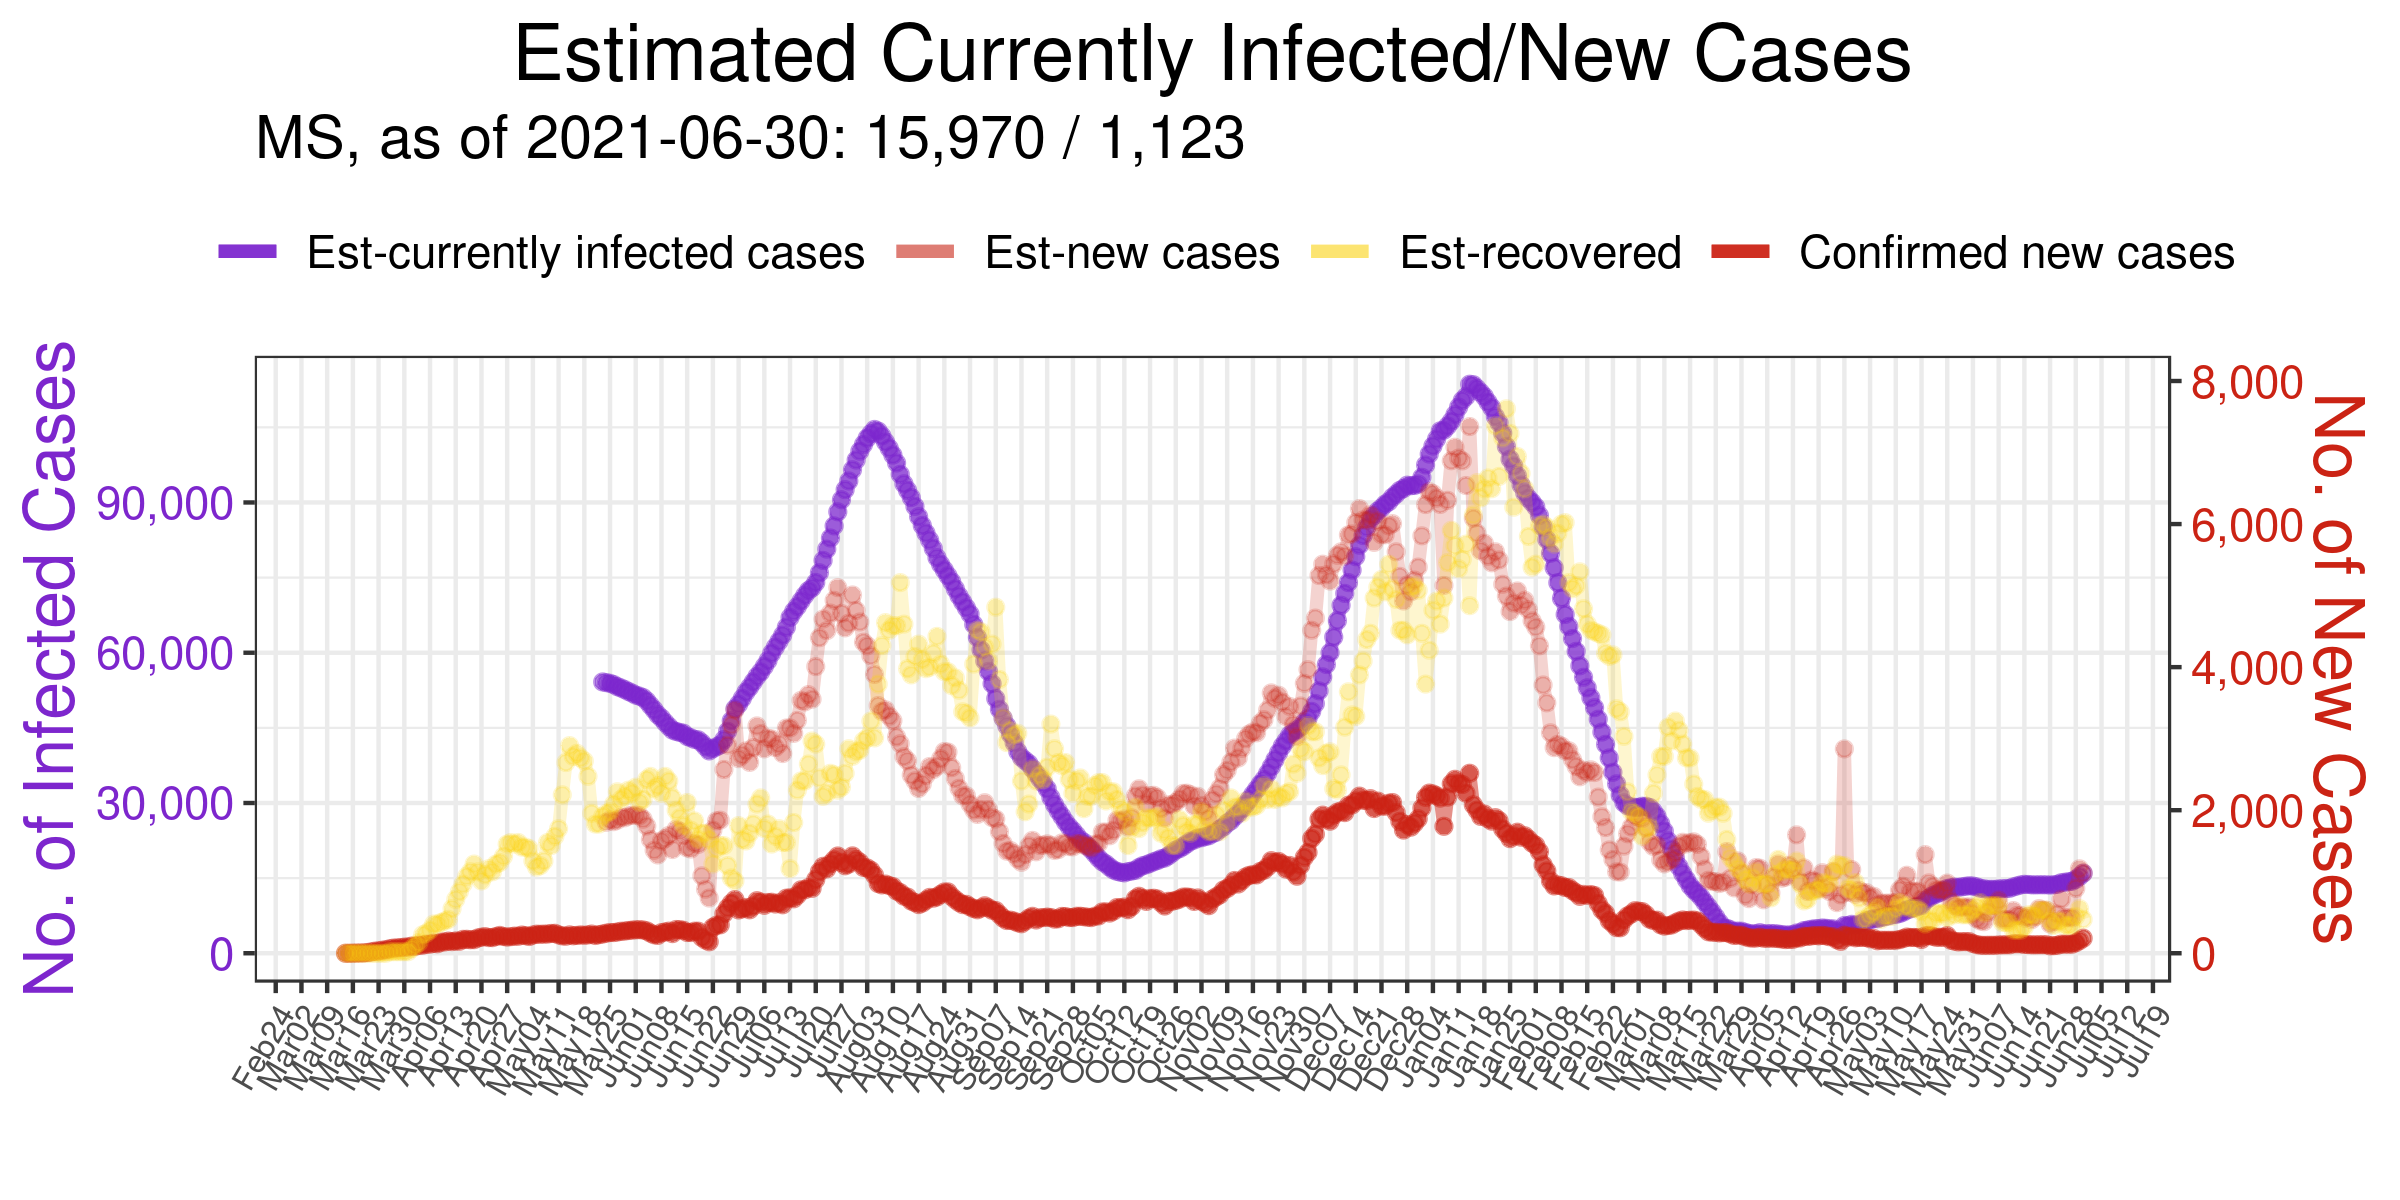 Estimated Currently Infected/New Cases
MS, as of 2021-06-30: 15,970 / 1,123
Est-currently infected cases Est-new cases Est-recovered Confirmed new cases
No. of Infected Cases
90,000
60,000
30,000
0
8,000
6,000
4,000
2,000
0
No. of New Cases
Feb24 Mar02 Mar09 Mar16 Mar23 Mar30 Apr06 Apr13 Apr20 Apr27 May04 May11 May18 May25 Jun01 Jun08 Jun15 Jun22 Jun29 Jul06 Jul13 Jul20 Jul27 Aug03 Aug10 Aug17 Aug24 Aug31 Sep07 Sep14 Sep21 Sep28 Oct05 Oct12 Oct19 Oct26 Nov02 Nov09 Nov16 Nov23 Nov30 Dec07 Dec14 Dec21 Dec28 Jan04 Jan11 Jan18 Jan25 Feb01 Feb08 Feb15 Feb22 Mar01 Mar08 Mar15 Mar22 Mar29 Apr05 Apr12 Apr19 Apr26 May03 May10 May17 May24 May31 Jun07 Jun14 Jun21 Jun28 Jul05 Jul12 Jul19